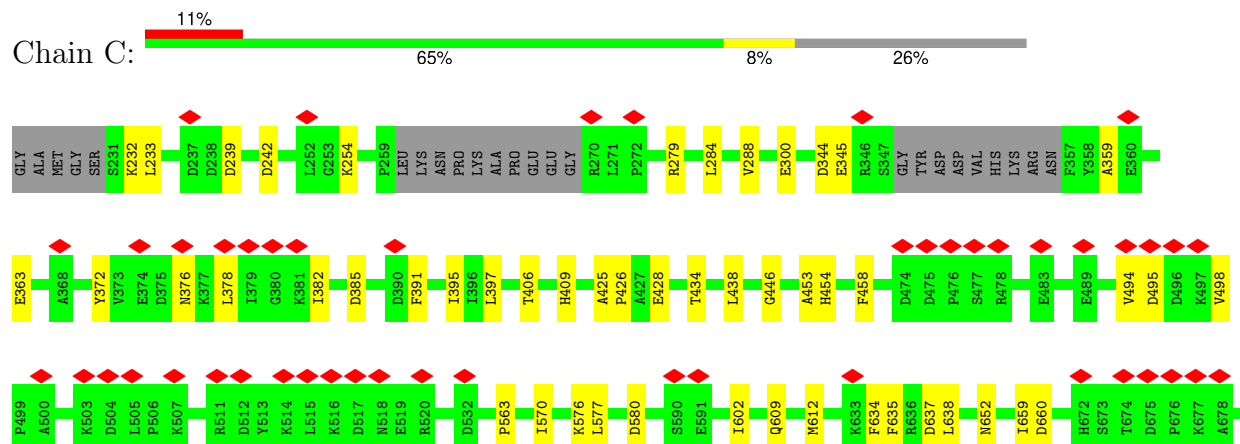 11%
Chain C:
65% 8% 26%
GLY ALA MET GLY SER S231 K232 L233 D237 D238 D239 D242 L252 G253 K254 P259 LEU LYS ASN PRO LYS ALA PRO GLU GLU GLY R270 L271 P272 R279 L284 V288 E300 D344 E345 R346 S347 GLY TYR ASP ASP VAL HIS LYS ARG ASN F357 Y358 A359 E360
E363 A368 Y372 V373 E374 D375 N376 K377 L378 I379 G380 K381 I382 D385 D390 F391 I395 I396 L397 T406 H409 A425 P426 A427 E428 T434 L438 G446 A453 H454 F458 D474 D475 P476 S477 R478 E483 E489 V494 D495 D496 K497 V498
P499 A500 K503 D504 L505 P506 K507 R511 D512 Y513 K514 L515 K516 D517 N518 E519 R520 D532 P563 I570 K576 L577 D580 S590 E591 I602 Q609 M612 K633 F634 F635 R636 D637 L638 N652 I659 D660 H672 S673 T674 D675 P676 K677 A678